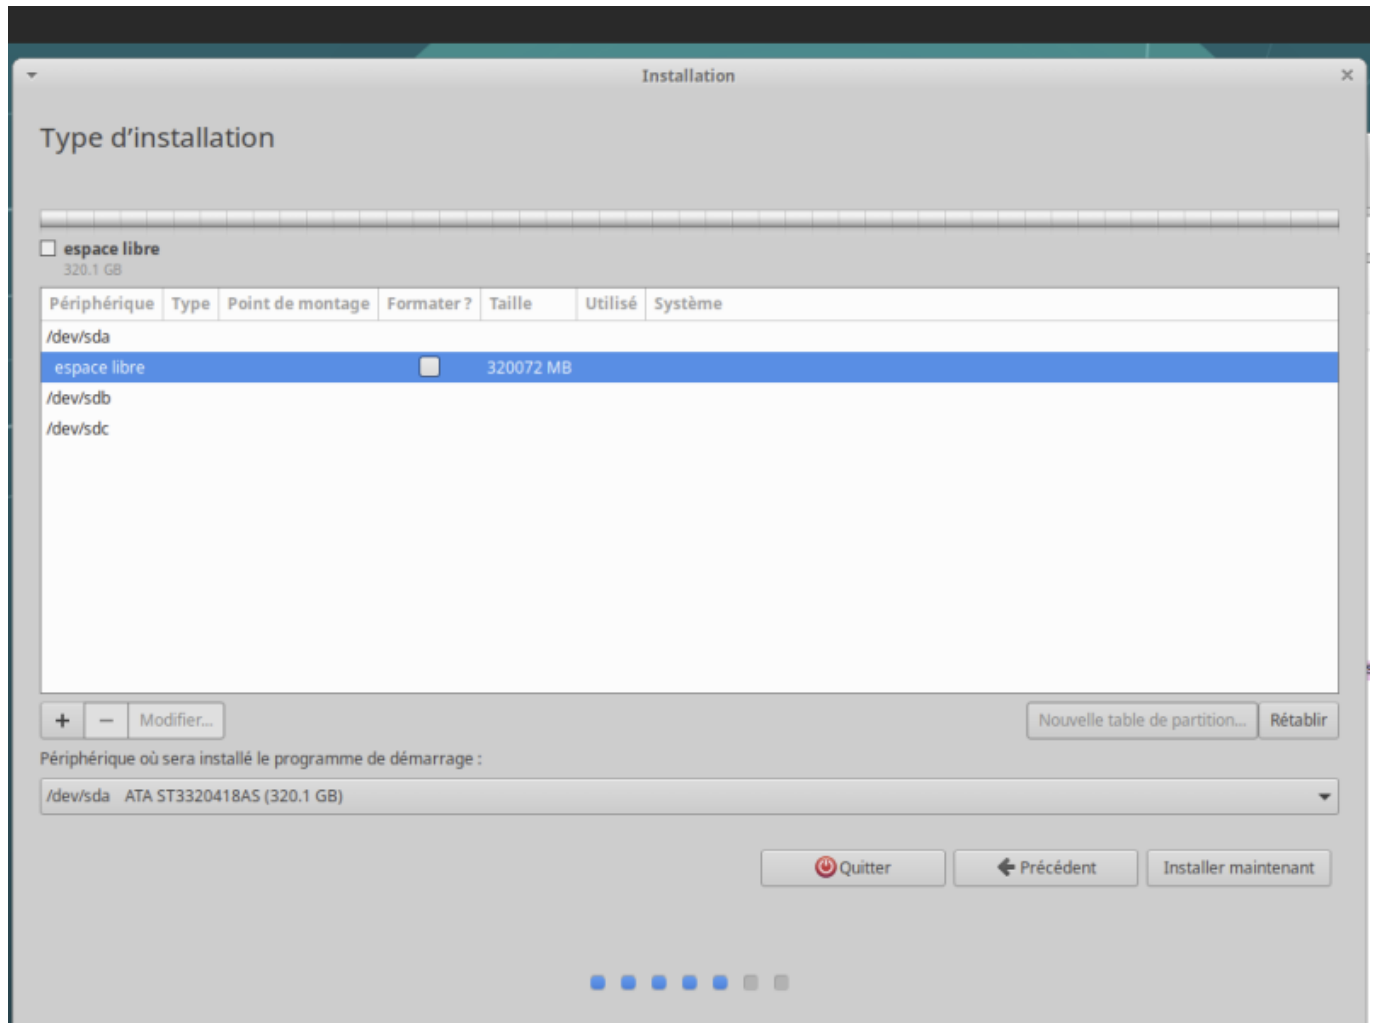 Installation
Type d’installation
espace libre
320.1 GB
Périphérique Type Point de montage Formater ? Taille Utilisé Système
/dev/sda
espace libre 320072 MB
/dev/sdb
/dev/sdc
+ − Modifier... Nouvelle table de partition... Rétablir
Périphérique où sera installé le programme de démarrage :
/dev/sda ATA ST3320418AS (320.1 GB)
Quitter Précédent Installer maintenant